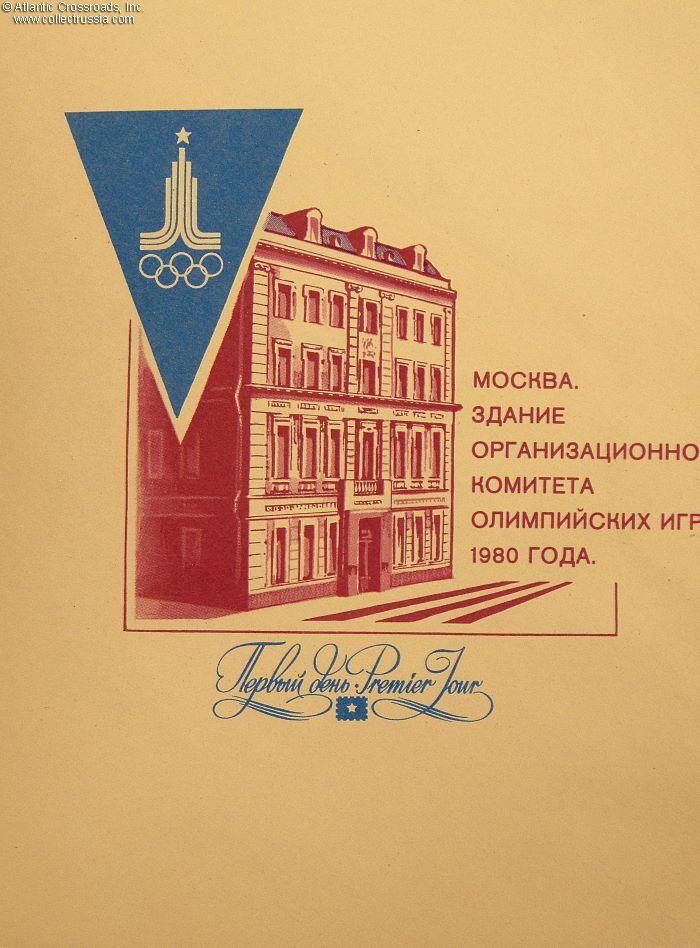 © Atlantic Crossroads, Inc.
www.collectrussia.com
МОСКВА.
ЗДАНИЕ
ОРГАНИЗАЦИОННО
КОМИТЕТА
ОЛИМПИЙСКИХ ИГР
1980 ГОДА.
Первый день · Premier Jour